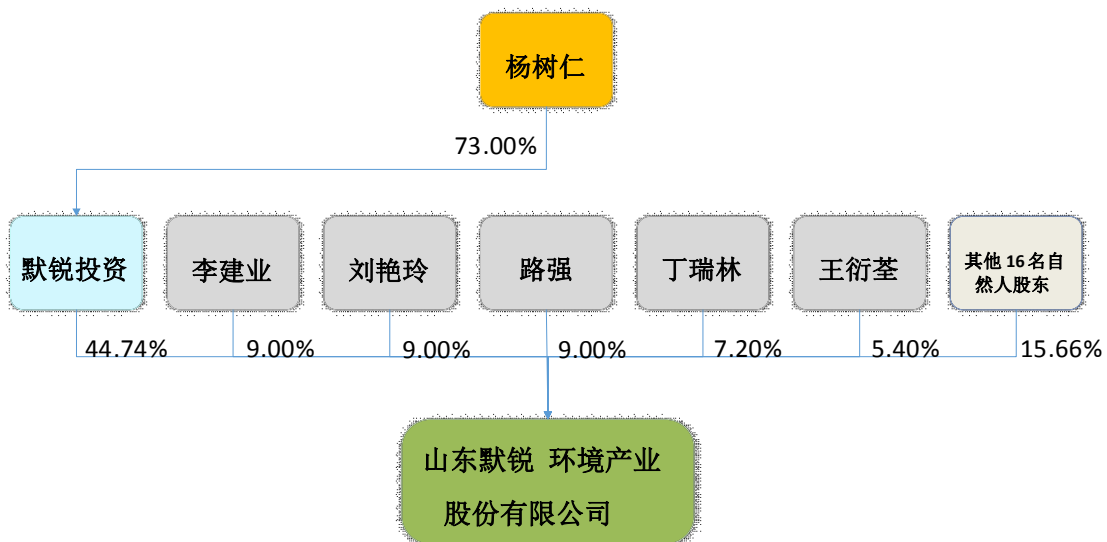 杨树仁
73.00%
默锐投资
李建业
刘艳玲
路强
丁瑞林
王衍荃
其他 16 名自
然人股东
44.74%
9.00%
9.00%
9.00%
7.20%
5.40%
15.66%
山东默锐 环境产业
股份有限公司